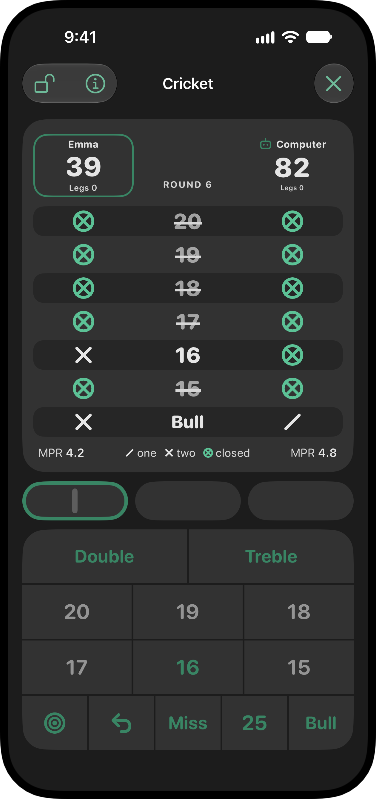 9:41
Cricket
Emma
39
Legs 0
ROUND 6
Computer
82
Legs 0
20
19
18
17
16
15
Bull
MPR 4.2
one two closed
MPR 4.8
Double Treble
20 19 18
17 16 15
Miss 25 Bull